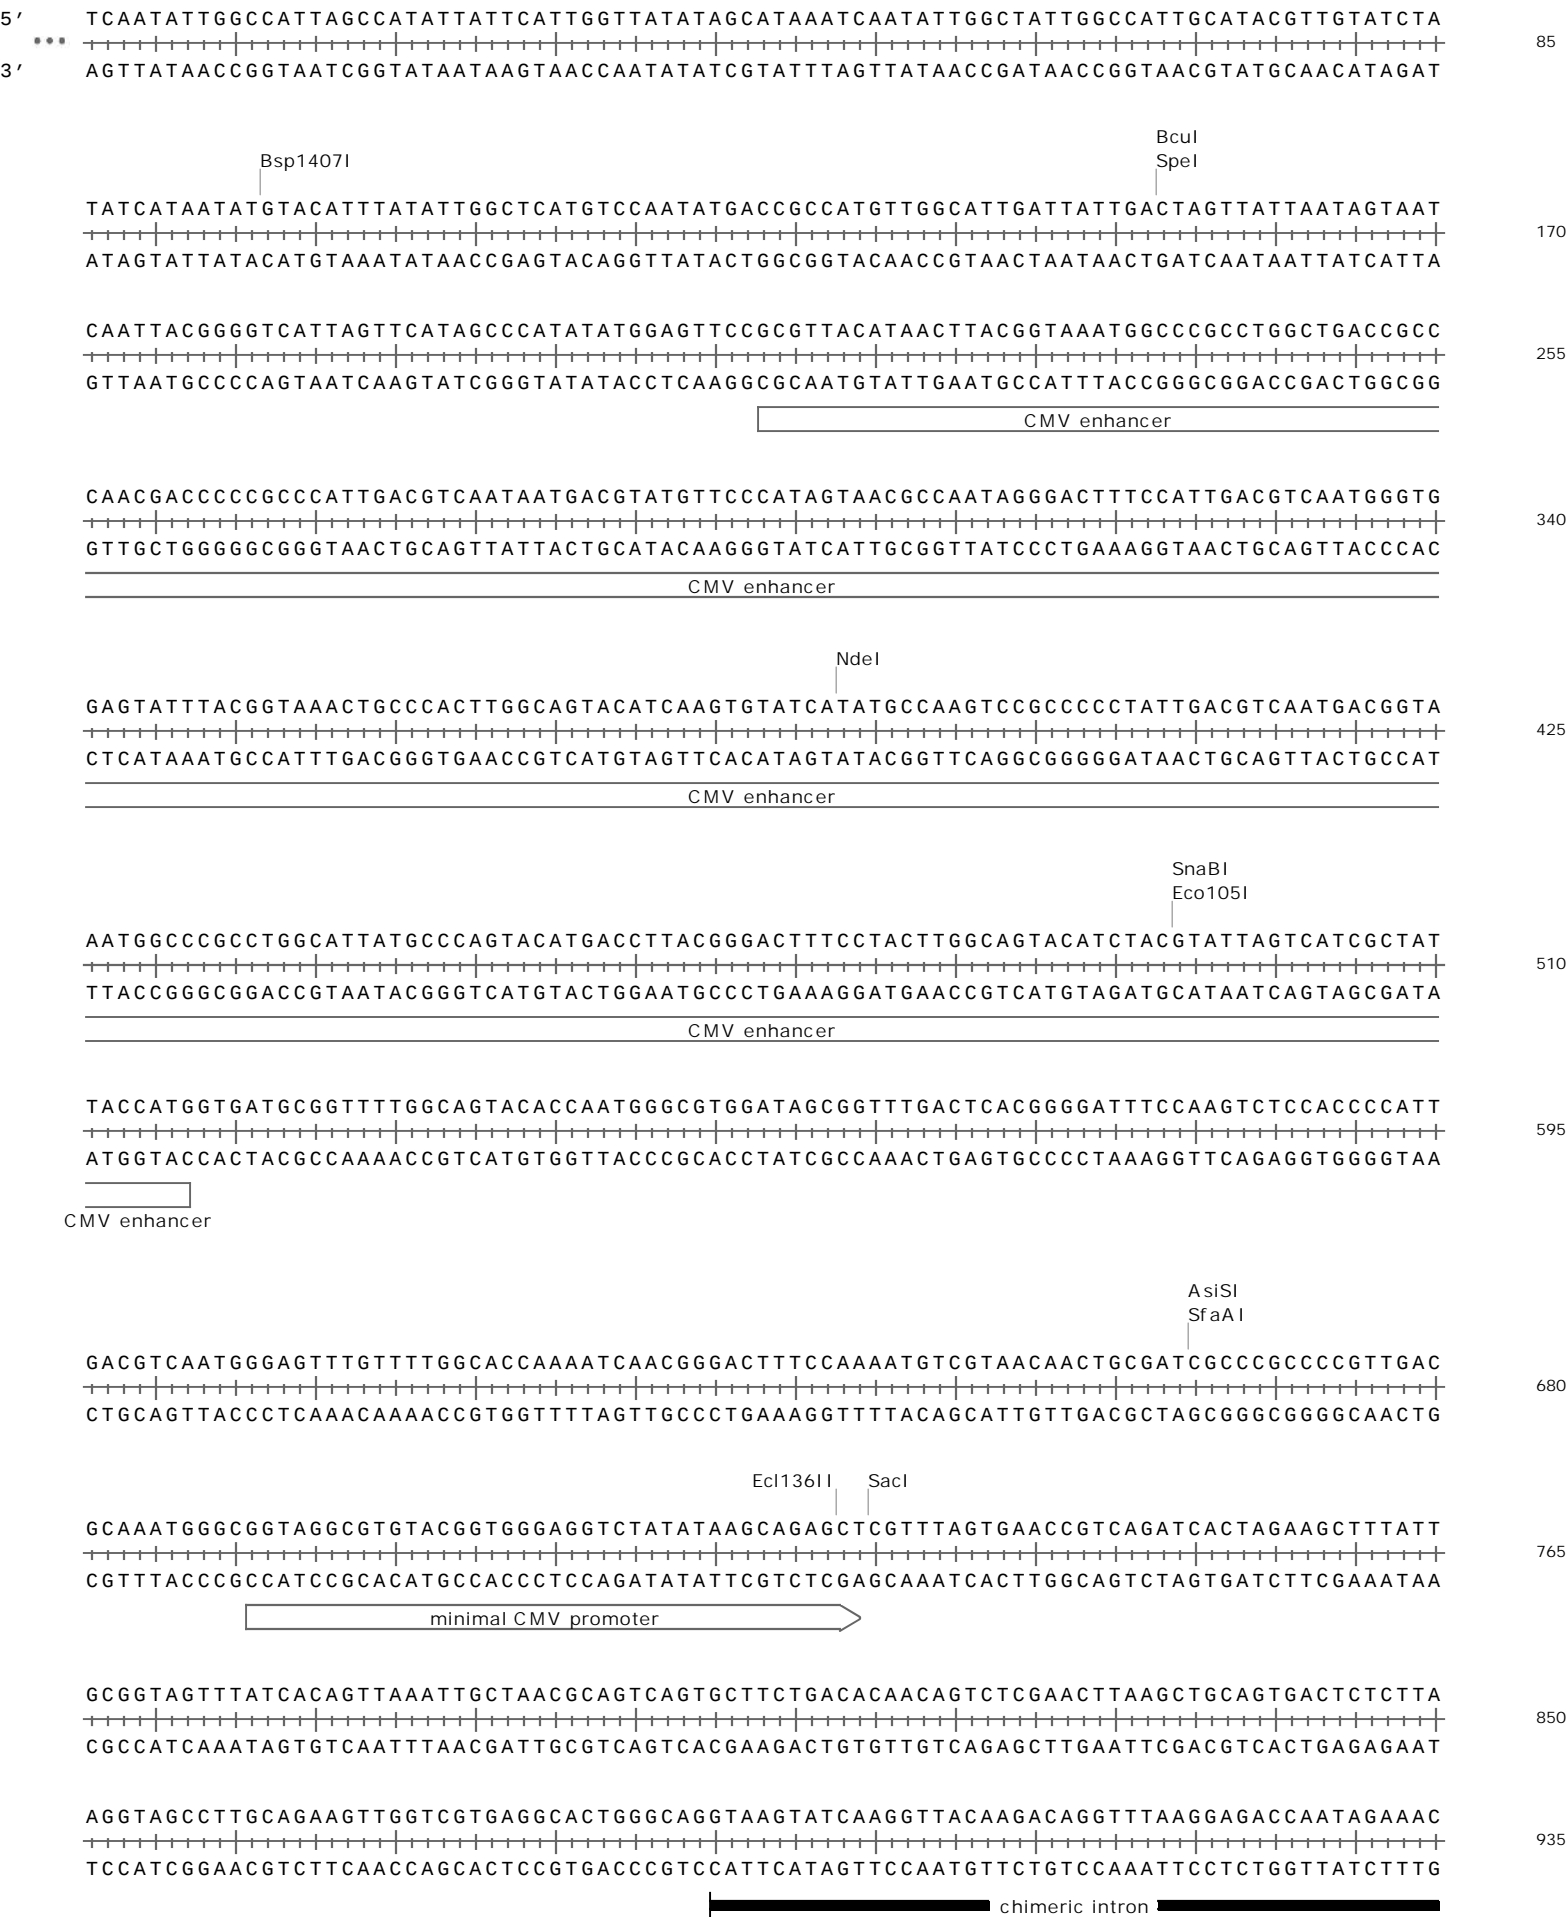 5′ TCAATATTGGCCATTAGCCATATTATTCATTGGTTATATAGCATAAATCAATATTGGCTATTGGCCATTGCATACGTTGTATCTA
85
3′ AGTTATAACCGGTAATCGGTATAATAAGTAACCAATATATCGTATTTAGTTATAACCGATAACCGGTAACGTATGCAACATAGAT
BcuI
Bsp1407I SpeI
TATCATAATATGTACATTTATATTGGCTCATGTCCAATATGACCGCCATGTTGGCATTGATTATTGACTAGTTATTAATAGTAAT
170
ATAGTATTATACATGTAAATATAACCGAGTACAGGTTATACTGGCGGTACAACCGTAACTAATAACTGATCAATAATTATCATTA
CAATTACGGGGTCATTAGTTCATAGCCCATATATGGAGTTCCGCGTTACATAACTTACGGTAAATGGCCCGCCTGGCTGACCGCC
255
GTTAATGCCCCAGTAATCAAGTATCGGGTATATACCTCAAGGCGCAATGTATTGAATGCCATTTACCGGGCGGACCGACTGGCGG
CMV enhancer
CAACGACCCCCGCCCATTGACGTCAATAATGACGTATGTTCCCATAGTAACGCCAATAGGGACTTTCCATTGACGTCAATGGGTG
340
GTTGCTGGGGGCGGGTAACTGCAGTTATTACTGCATACAAGGGTATCATTGCGGTTATCCCTGAAAGGTAACTGCAGTTACCCAC
CMV enhancer
NdeI
GAGTATTTACGGTAAACTGCCCACTTGGCAGTACATCAAGTGTATCATATGCCAAGTCCGCCCCCTATTGACGTCAATGACGGTA
425
CTCATAAATGCCATTTGACGGGTGAACCGTCATGTAGTTCACATAGTATACGGTTCAGGCGGGGGATAACTGCAGTTACTGCCAT
CMV enhancer
SnaBI
Eco105I
AATGGCCCGCCTGGCATTATGCCCAGTACATGACCTTACGGGACTTTCCTACTTGGCAGTACATCTACGTATTAGTCATCGCTAT
510
TTACCGGGCGGACCGTAATACGGGTCATGTACTGGAATGCCCTGAAAGGATGAACCGTCATGTAGATGCATAATCAGTAGCGATA
CMV enhancer
TACCATGGTGATGCGGTTTTGGCAGTACACCAATGGGCGTGGATAGCGGTTTGACTCACGGGGATTTCCAAGTCTCCACCCCATT
595
ATGGTACCACTACGCCAAAACCGTCATGTGGTTACCCGCACCTATCGCCAAACTGAGTGCCCCTAAAGGTTCAGAGGTGGGGTAA
CMV enhancer
AsiSI
SfaAI
GACGTCAATGGGAGTTTGTTTTGGCACCAAAATCAACGGGACTTTCCAAAATGTCGTAACAACTGCGATCGCCCGCCCCGTTGAC
680
CTGCAGTTACCCTCAAACAAAACCGTGGTTTTAGTTGCCCTGAAAGGTTTTACAGCATTGTTGACGCTAGCGGGCGGGGCAACTG
Ecl136II SacI
GCAAATGGGCGGTAGGCGTGTACGGTGGGAGGTCTATATAAGCAGAGCTCGTTTAGTGAACCGTCAGATCACTAGAAGCTTTATT
765
CGTTTACCCGCCATCCGCACATGCCACCCTCCAGATATATTCGTCTCGAGCAAATCACTTGGCAGTCTAGTGATCTTCGAAATAA
minimal CMV promoter
GCGGTAGTTTATCACAGTTAAATTGCTAACGCAGTCAGTGCTTCTGACACAACAGTCTCGAACTTAAGCTGCAGTGACTCTCTTA
850
CGCCATCAAATAGTGTCAATTTAACGATTGCGTCAGTCACGAAGACTGTGTTGTCAGAGCTTGAATTCGACGTCACTGAGAGAAT
AGGTAGCCTTGCAGAAGTTGGTCGTGAGGCACTGGGCAGGTAAGTATCAAGGTTACAAGACAGGTTTAAGGAGACCAATAGAAAC
935
TCCATCGGAACGTCTTCAACCAGCACTCCGTGACCCGTCCATTCATAGTTCCAATGTTCTGTCCAAATTCCTCTGGTTATCTTTG
chimeric intron